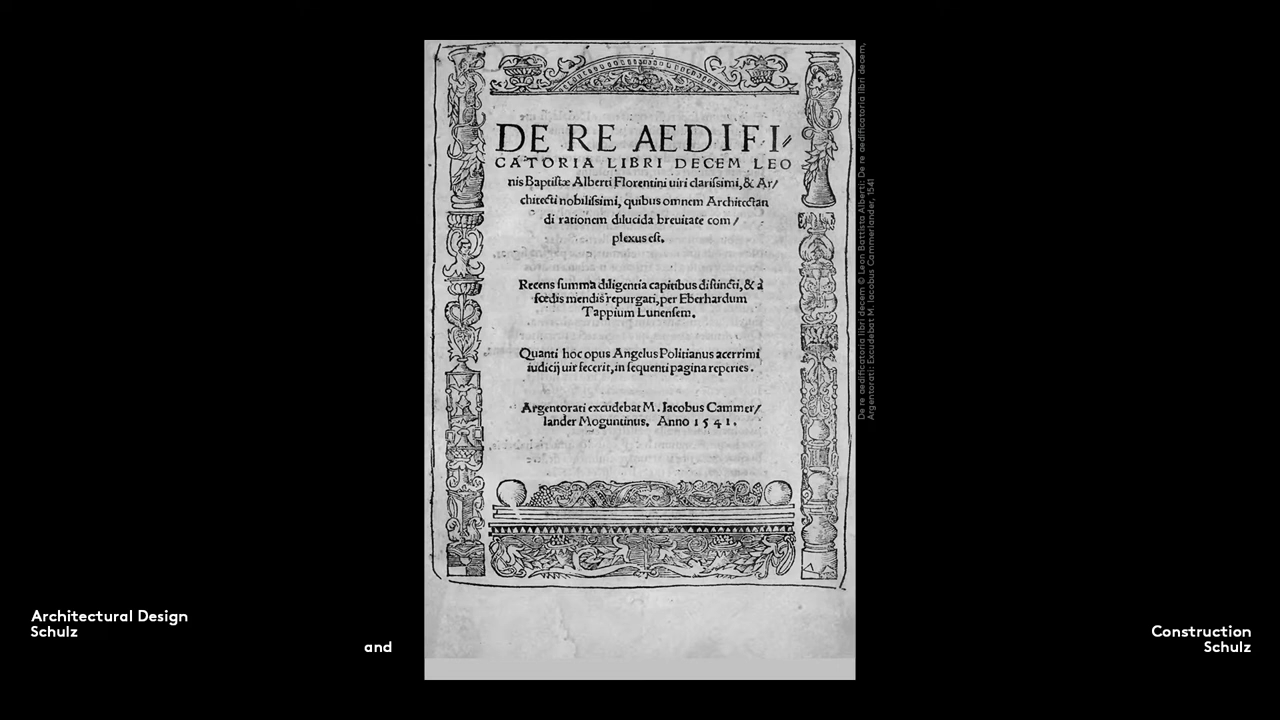 DE RE AEDIFI⸗
CATORIA LIBRI DECEM LEO
nis Baptistæ Alberti Florentini uiri clarissimi, & Ar/
chitecti nobilissimi, quibus omnem Architectan
di rationem dilucida breuitate com /
plexus est.
Recens summa diligentia capitibus distincti, & à
fœdis mendis repurgati, per Eberhardum
Tappium Lunensem.
Quanti hoc opus Angelus Politianus acerrimi
iudicij uir fecerit, in sequenti pagina reperies.
Argentorati excudebat M. Iacobus Cammer/
lander Moguntinus. Anno 1541.
De re aedificatoria libri decem © Leon Battista Alberti: De re aedificatoria libri decem,
Argentorati: Excudebat M. Iacobus Cammerlander, 1541
Architectural Design
Schulz
and
Construction
Schulz